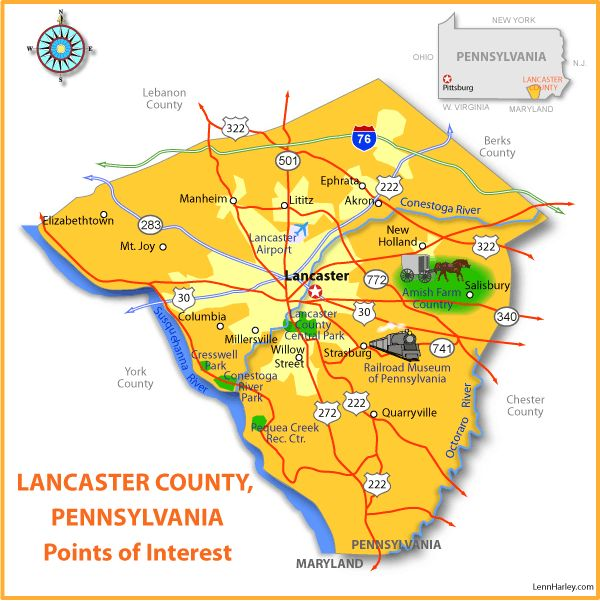 N
W
E
S
NEW YORK
OHIO
PENNSYLVANIA
N.J.
Pittsburg
LANCASTER
COUNTY
W. VIRGINIA
MARYLAND
Lebanon
County
322
76
Berks
County
501
Ephrata
222
Manheim
Lititz
Akron
Conestoga River
Elizabethtown
283
Mt. Joy
Lancaster
Airport
New
Holland
322
Lancaster
772
Amish Farm
Country
Salisbury
30
Columbia
Lancaster
County
Central Park
30
340
Millersville
Susquehanna River
Willow
Street
Strasburg
741
Cresswell
Park
Railroad Museum
of Pennsylvania
York
County
Conestoga
River
Park
Chester
County
Octoraro River
222
272
Quarryville
Pequea Creek
Rec. Ctr.
222
LANCASTER COUNTY,
PENNSYLVANIA
Points of Interest
PENNSYLVANIA
MARYLAND
LennHarley.com